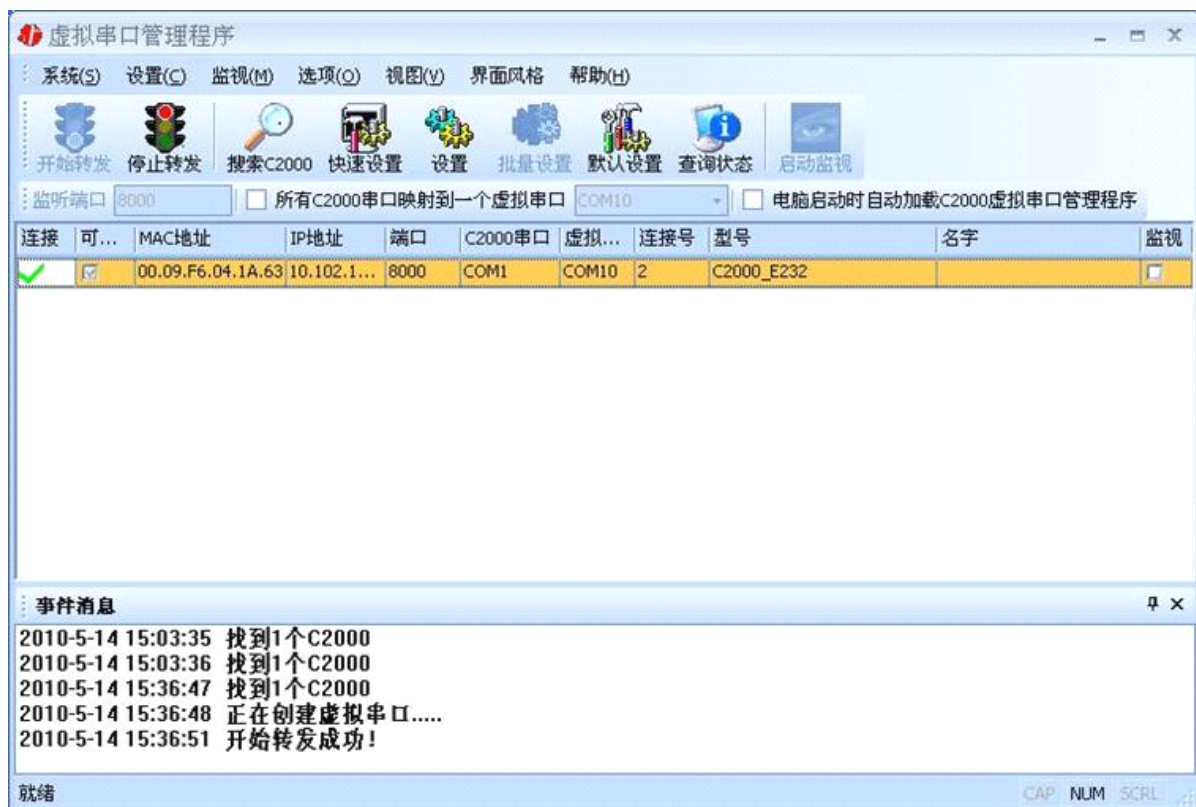 虚拟串口管理程序
系统(S) 设置(C) 监视(M) 选项(O) 视图(V) 界面风格 帮助(H)
开始转发 停止转发 搜索C2000 快速设置 设置 批量设置 默认设置 查询状态 启动监视
监听端口 8000 所有C2000串口映射到一个虚拟串口 COM10 电脑启动时自动加载C2000虚拟串口管理程序
连接 可... MAC地址 IP地址 端口 C2000串口 虚拟... 连接号 型号 名字 监视
00.09.F6.04.1A.63 10.102.1... 8000 COM1 COM10 2 C2000_E232
事件消息
2010-5-14 15:03:35 找到1个C2000
2010-5-14 15:03:36 找到1个C2000
2010-5-14 15:36:47 找到1个C2000
2010-5-14 15:36:48 正在创建虚拟串口.....
2010-5-14 15:36:51 开始转发成功!
就绪 CAP NUM SCRL